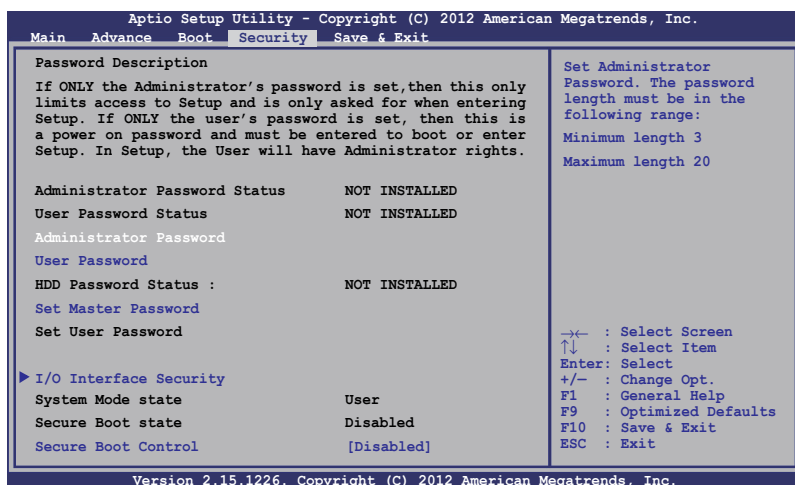 Aptio Setup Utility - Copyright (C) 2012 American Megatrends, Inc.
Main Advance Boot Security Save & Exit
Password Description
If ONLY the Administrator's password is set,then this only
limits access to Setup and is only asked for when entering
Setup. If ONLY the user's password is set, then this is
a power on password and must be entered to boot or enter
Setup. In Setup, the User will have Administrator rights.
Administrator Password Status NOT INSTALLED
User Password Status NOT INSTALLED
Administrator Password
User Password
HDD Password Status : NOT INSTALLED
Set Master Password
Set User Password
I/O Interface Security
System Mode state User
Secure Boot state Disabled
Secure Boot Control [Disabled]
Set Administrator
Password. The password
length must be in the
following range:
Minimum length 3
Maximum length 20
→← : Select Screen
↑↓ : Select Item
Enter: Select
+/— : Change Opt.
F1 : General Help
F9 : Optimized Defaults
F10 : Save & Exit
ESC : Exit
Version 2.15.1226. Copyright (C) 2012 American Megatrends, Inc.